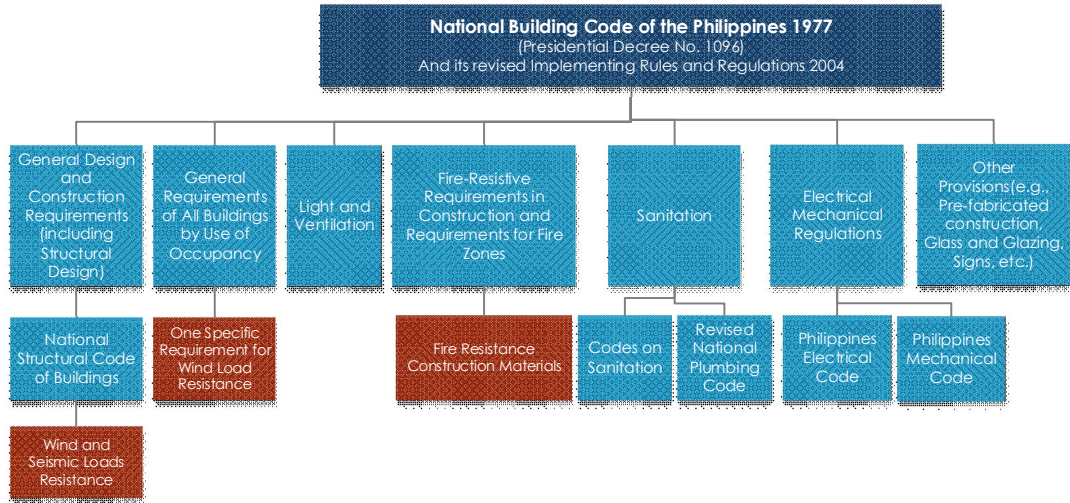 National Building Code of the Philippines 1977
(Presidential Decree No. 1096)
And its revised Implementing Rules and Regulations 2004
General Design
and
Construction
Requirements
(including
Structural
Design)
General
Requirements
of All Buildings
by Use of
Occupancy
Light and
Ventilation
Fire-Resistive
Requirements in
Construction and
Requirements for Fire
Zones
Sanitation
Electrical
Mechanical
Regulations
Other
Provisions(e.g.,
Pre-fabricated
construction,
Glass and Glazing,
Signs, etc.)
National
Structural Code
of Buildings
One Specific
Requirement for
Wind Load
Resistance
Fire Resistance
Construction Materials
Codes on
Sanitation
Revised
National
Plumbing
Code
Philippines
Electrical
Code
Philippines
Mechanical
Code
Wind and
Seismic Loads
Resistance